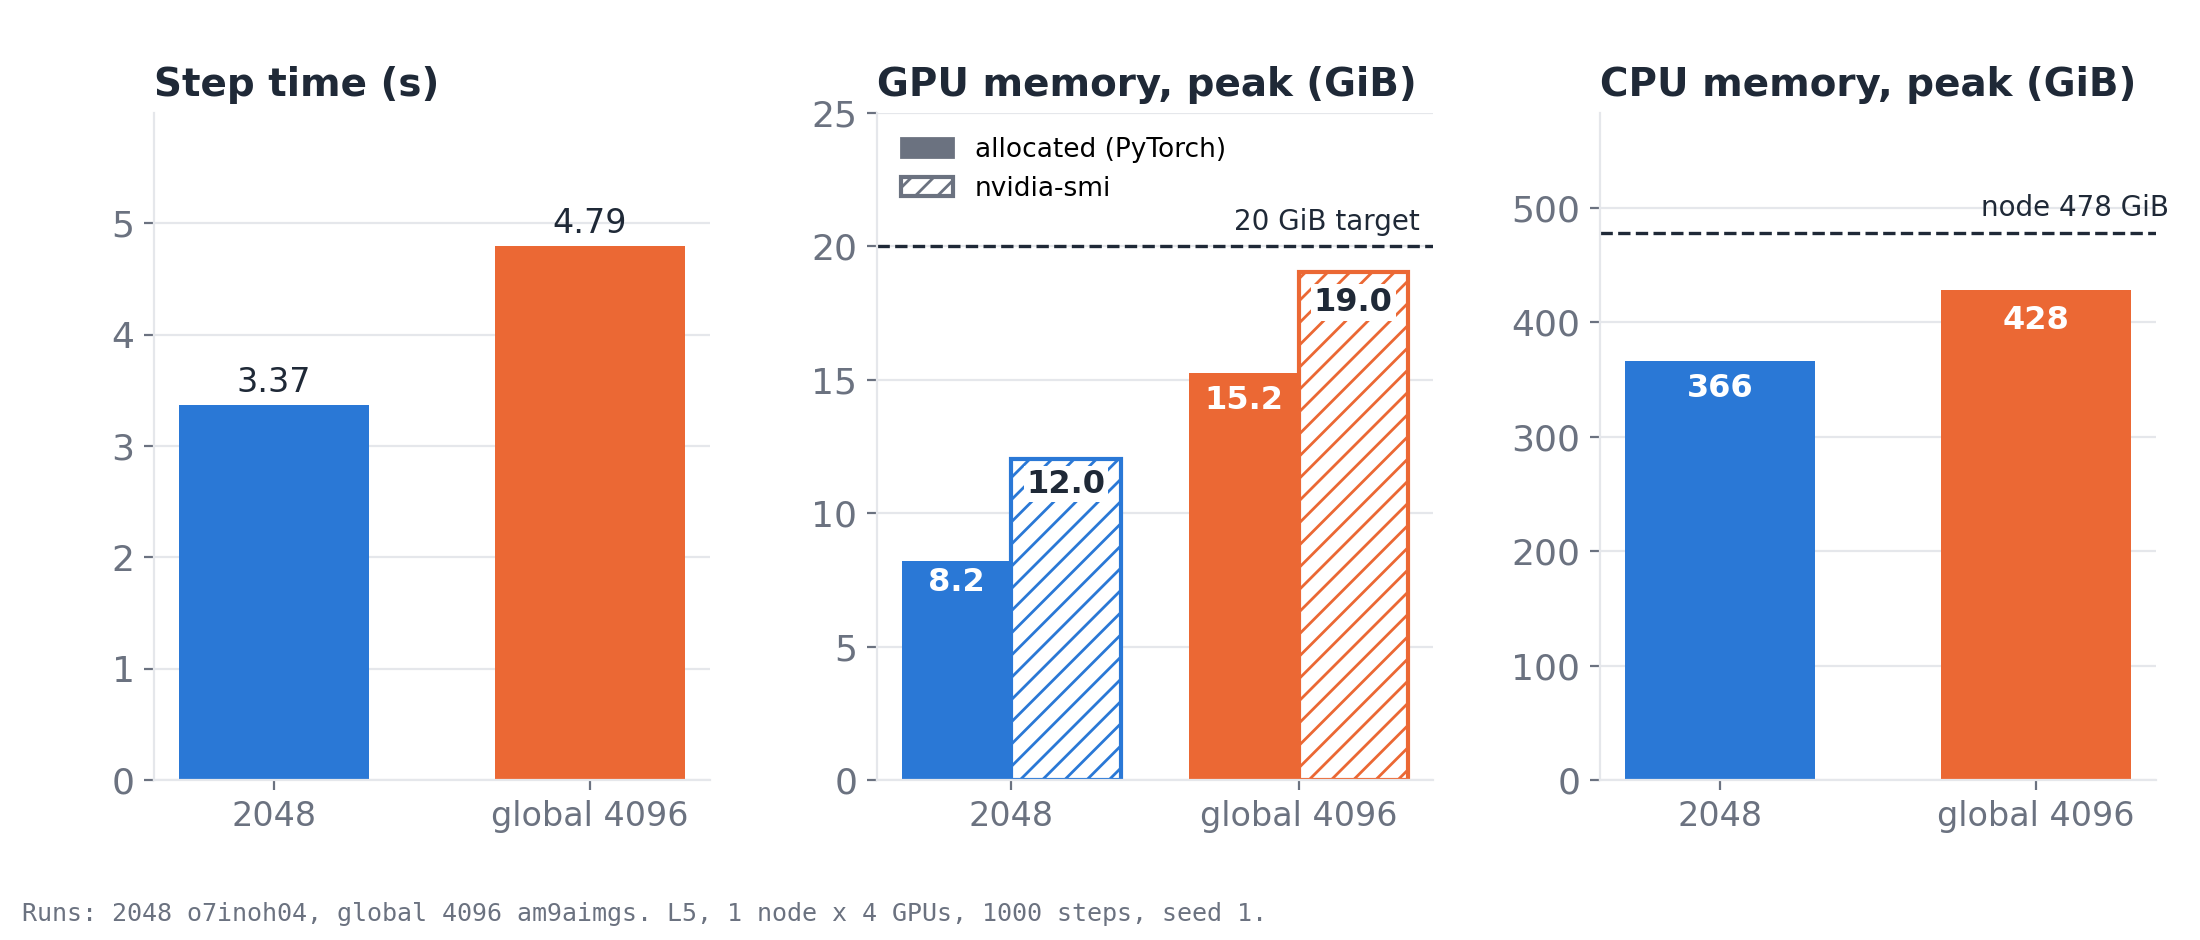 Step time (s)
5
4
3
2
1
0
3.37
4.79
2048
global 4096
GPU memory, peak (GiB)
25
20
15
10
5
0
allocated (PyTorch)
nvidia-smi
20 GiB target
8.2
12.0
15.2
19.0
2048
global 4096
CPU memory, peak (GiB)
500
400
300
200
100
0
node 478 GiB
366
428
2048
global 4096
Runs: 2048 o7inoh04, global 4096 am9aimgs. L5, 1 node x 4 GPUs, 1000 steps, seed 1.